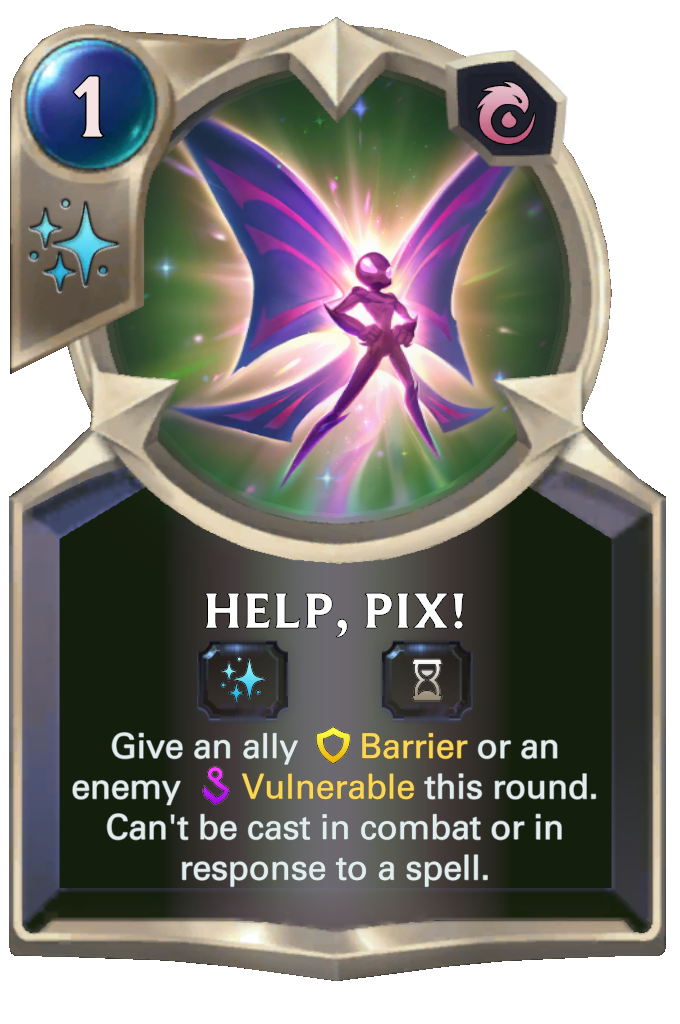 1
HELP, PIX!
Give an ally Barrier or an
enemy Vulnerable this round.
Can't be cast in combat or in
response to a spell.